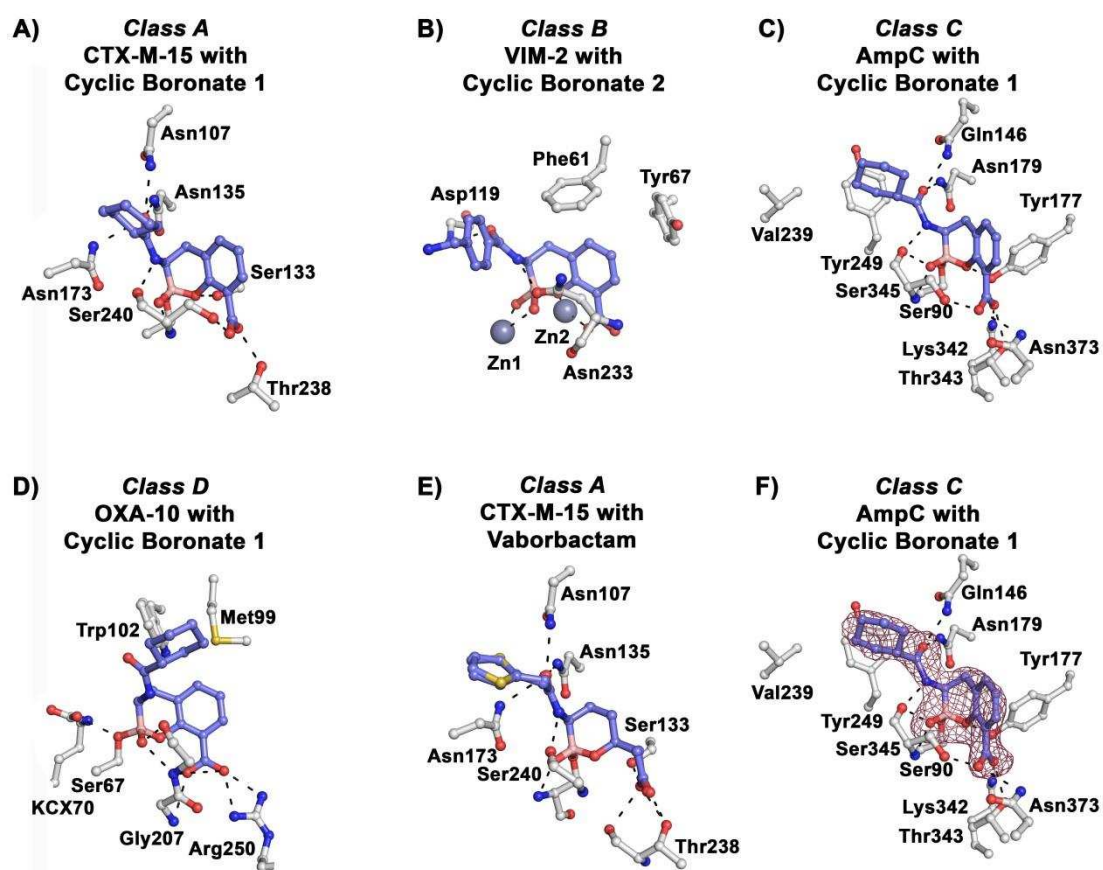 A)
Class A
CTX-M-15 with
Cyclic Boronate 1
Asn107
Asn135
Asn173
Ser240
Ser133
Thr238
B)
Class B
VIM-2 with
Cyclic Boronate 2
Phe61
Tyr67
Asp119
Zn1
Zn2
Asn233
C)
Class C
AmpC with
Cyclic Boronate 1
Gln146
Asn179
Tyr177
Val239
Tyr249
Ser345
Ser90
Lys342
Thr343
Asn373
D)
Class D
OXA-10 with
Cyclic Boronate 1
Met99
Trp102
Ser67
KCX70
Gly207
Arg250
E)
Class A
CTX-M-15 with
Vaborbactam
Asn107
Asn135
Ser133
Asn173
Ser240
Thr238
F)
Class C
AmpC with
Cyclic Boronate 1
Gln146
Asn179
Tyr177
Val239
Tyr249
Ser345
Ser90
Lys342
Thr343
Asn373